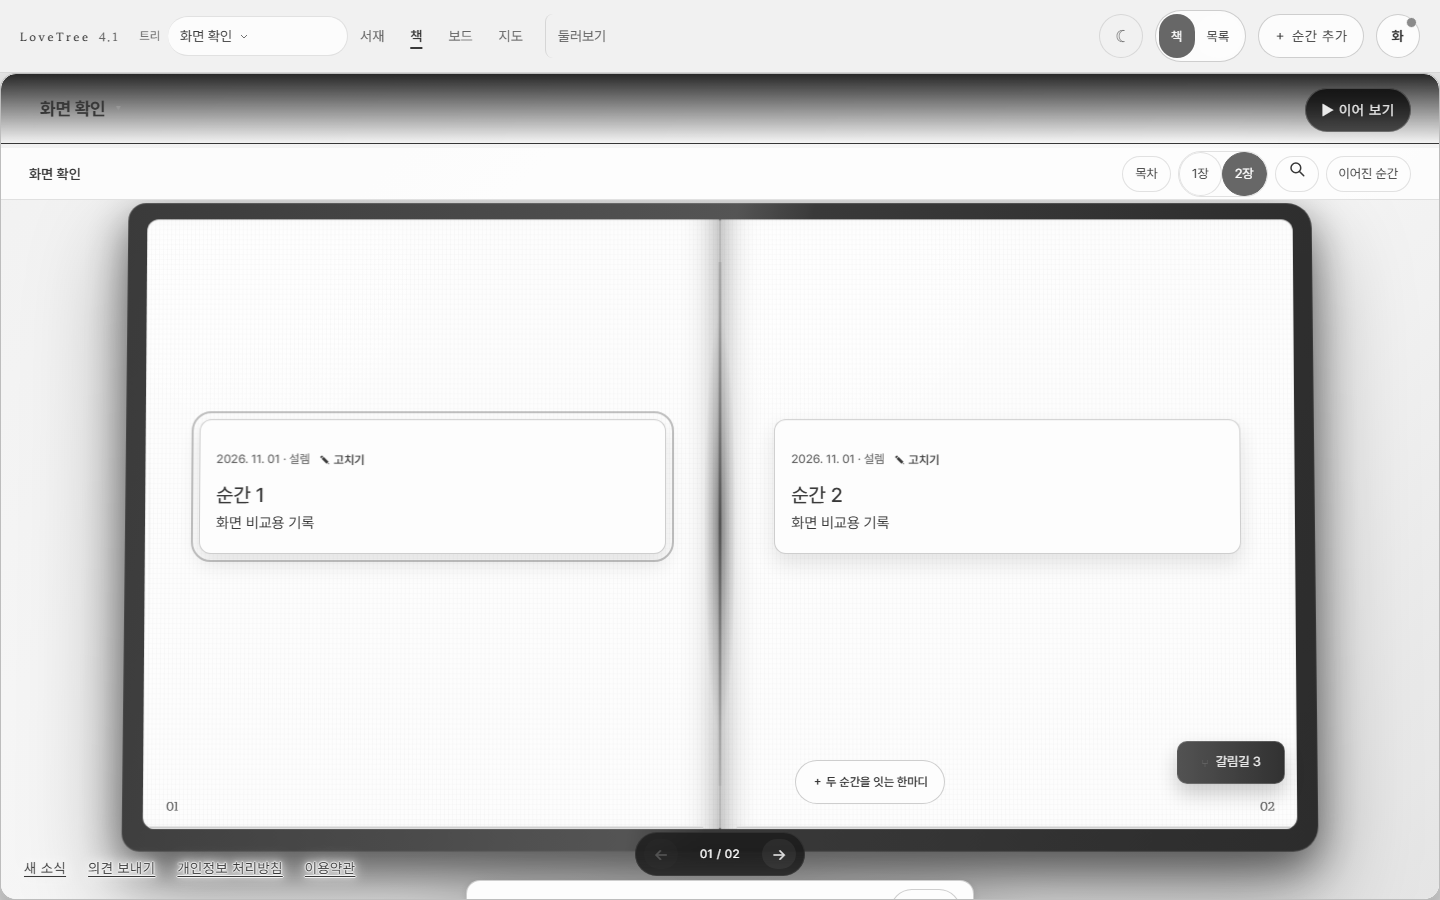 LoveTree 4.1 트리 화면 확인 서재 책 보드 지도 둘러보기 책 목록 + 순간 추가 화
화면 확인 ▶ 이어 보기
화면 확인 목차 1장 2장 이어진 순간
2026. 11. 01 · 설렘 고치기
순간 1
화면 비교용 기록
2026. 11. 01 · 설렘 고치기
순간 2
화면 비교용 기록
갈림길 3
+ 두 순간을 잇는 한마디
01
02
← 01 / 02 →
새 소식 의견 보내기 개인정보 처리방침 이용약관